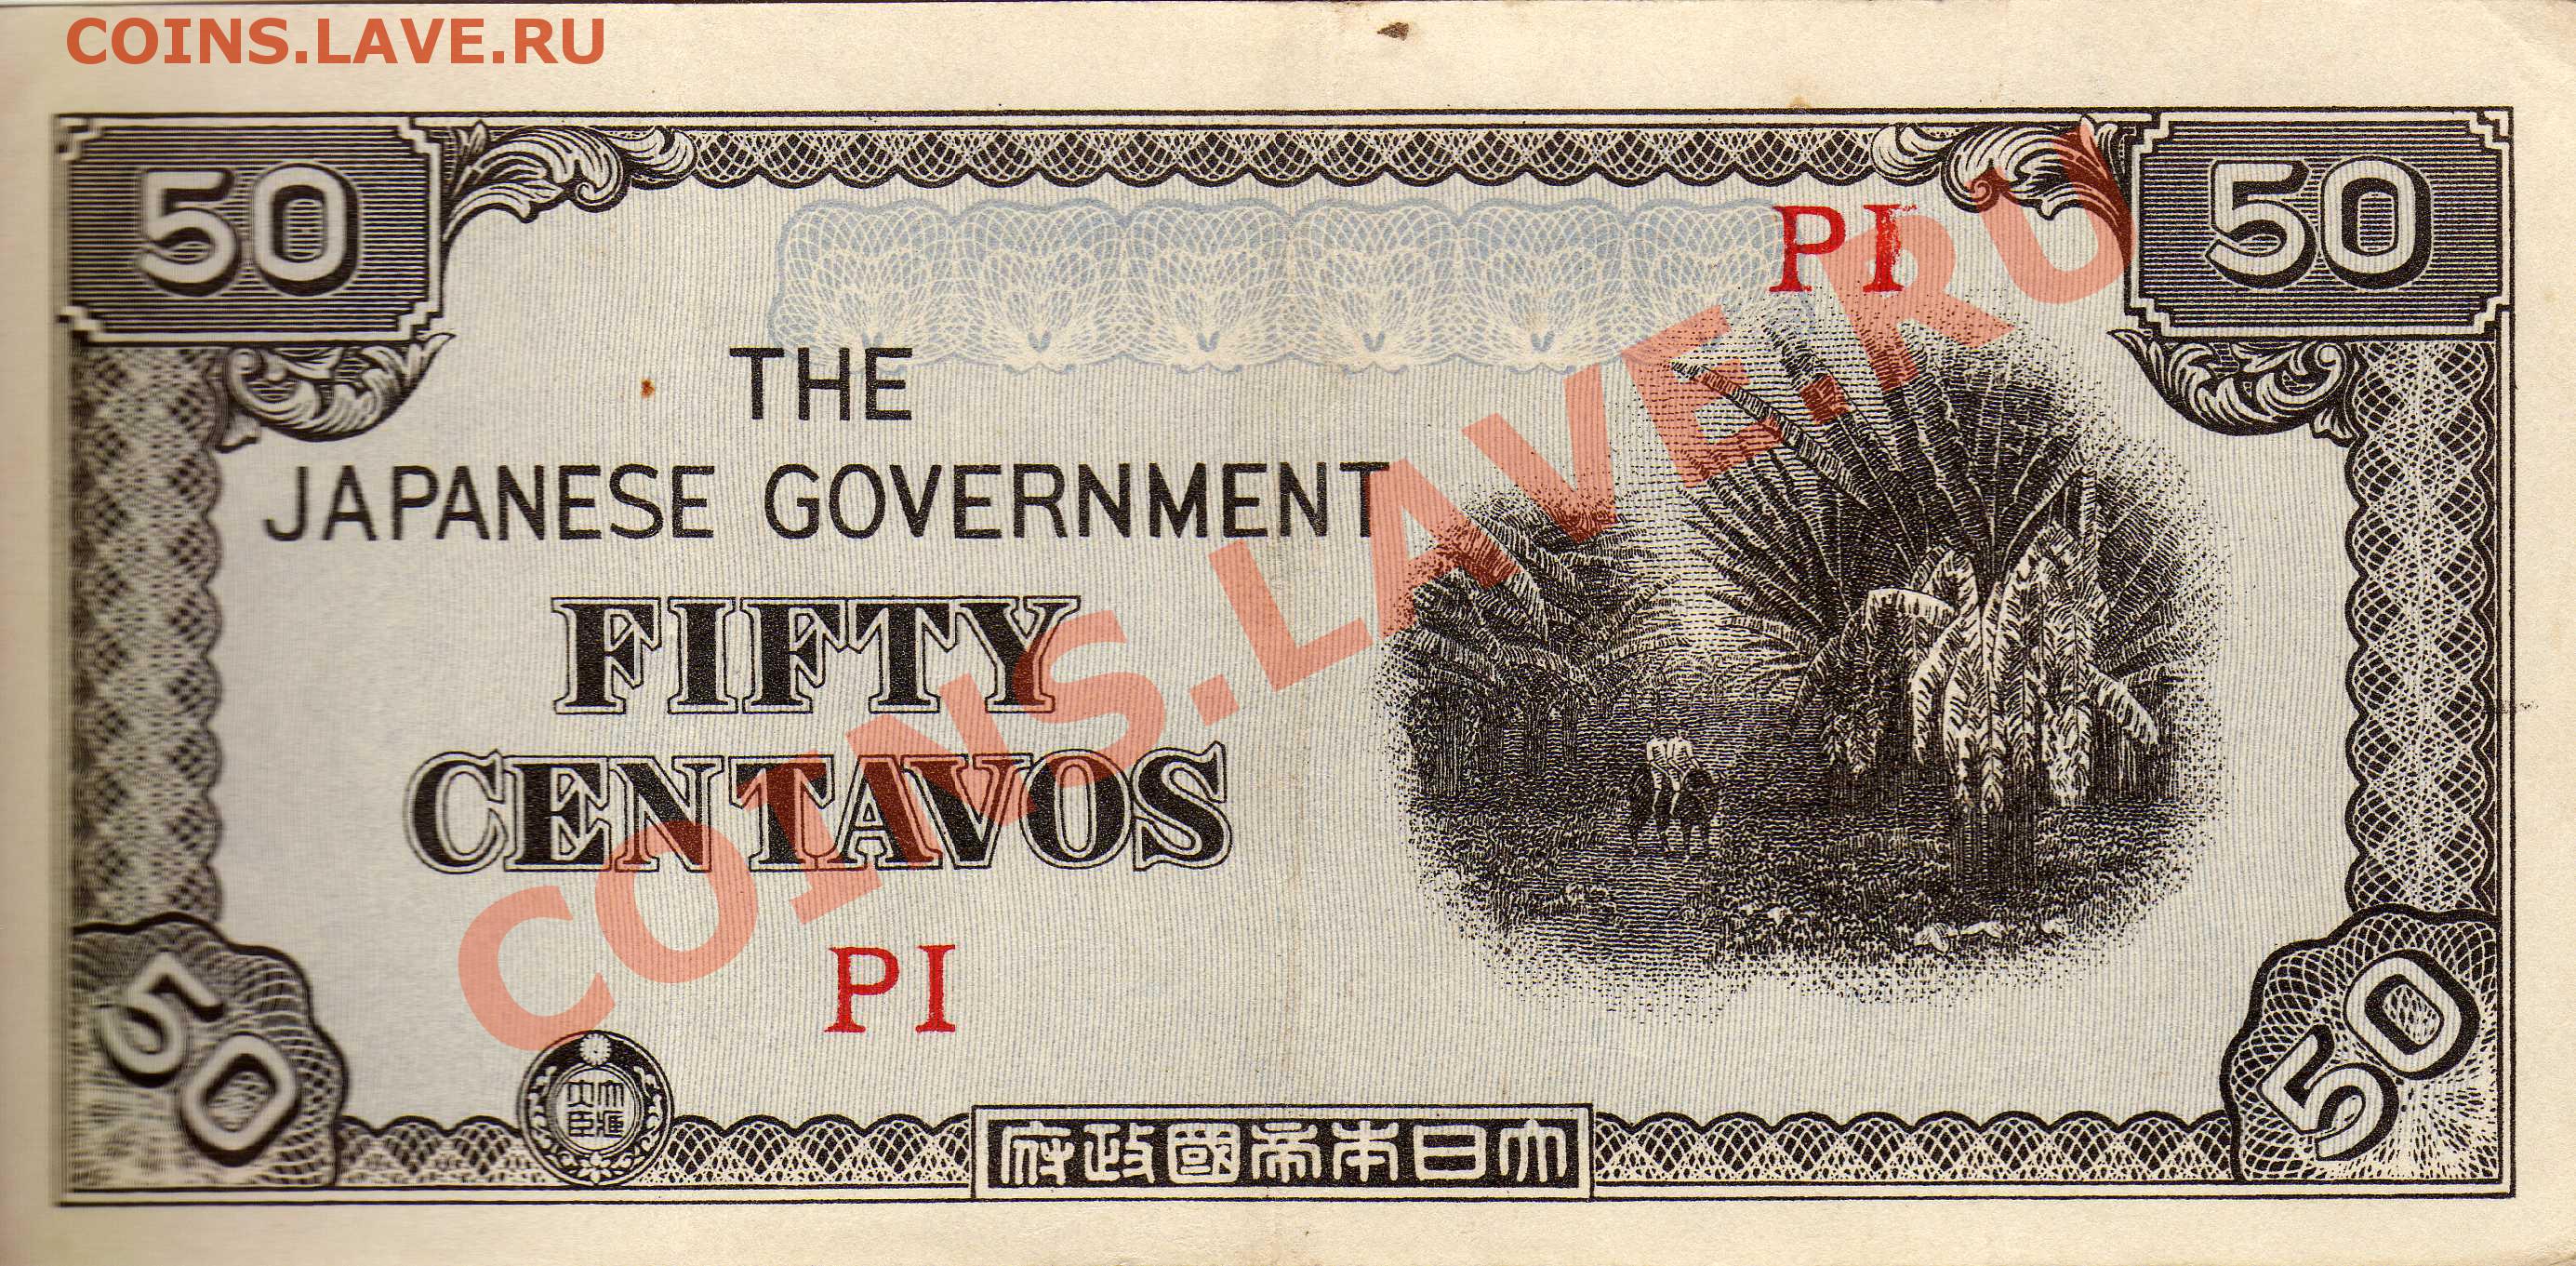 COINS.LAVE.RU
50
50
PI
THE
JAPANESE GOVERNMENT
FIFTY
CENTAVOS
PI
50
50
府政國帝本日大
COINS.LAVE.RU